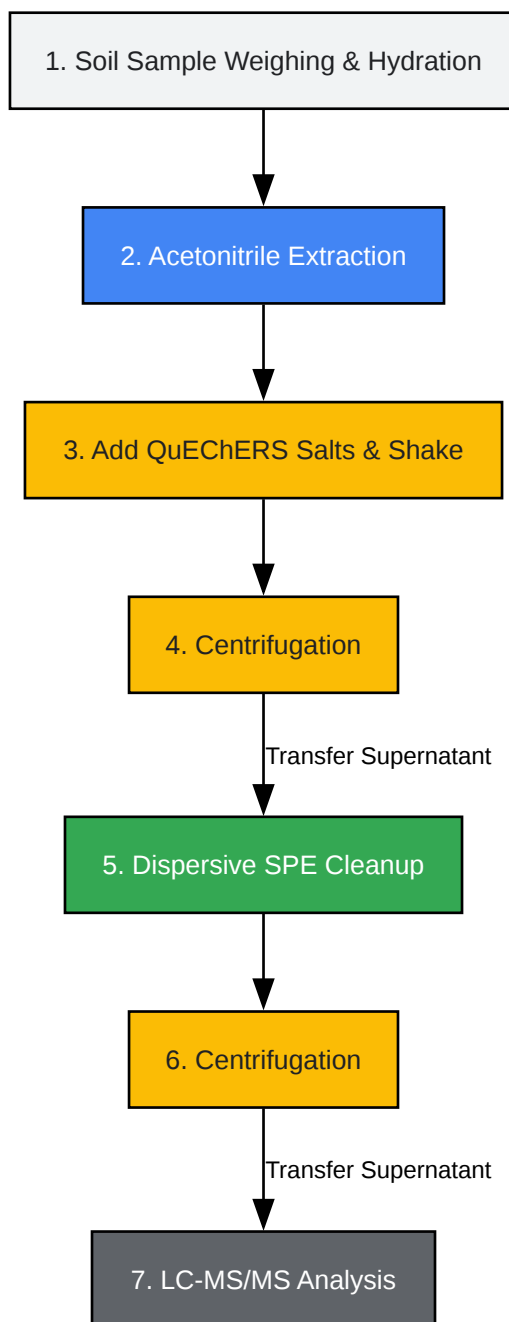 1. Soil Sample Weighing & Hydration
2. Acetonitrile Extraction
3. Add QuEChERS Salts & Shake
4. Centrifugation
Transfer Supernatant
5. Dispersive SPE Cleanup
6. Centrifugation
Transfer Supernatant
7. LC-MS/MS Analysis